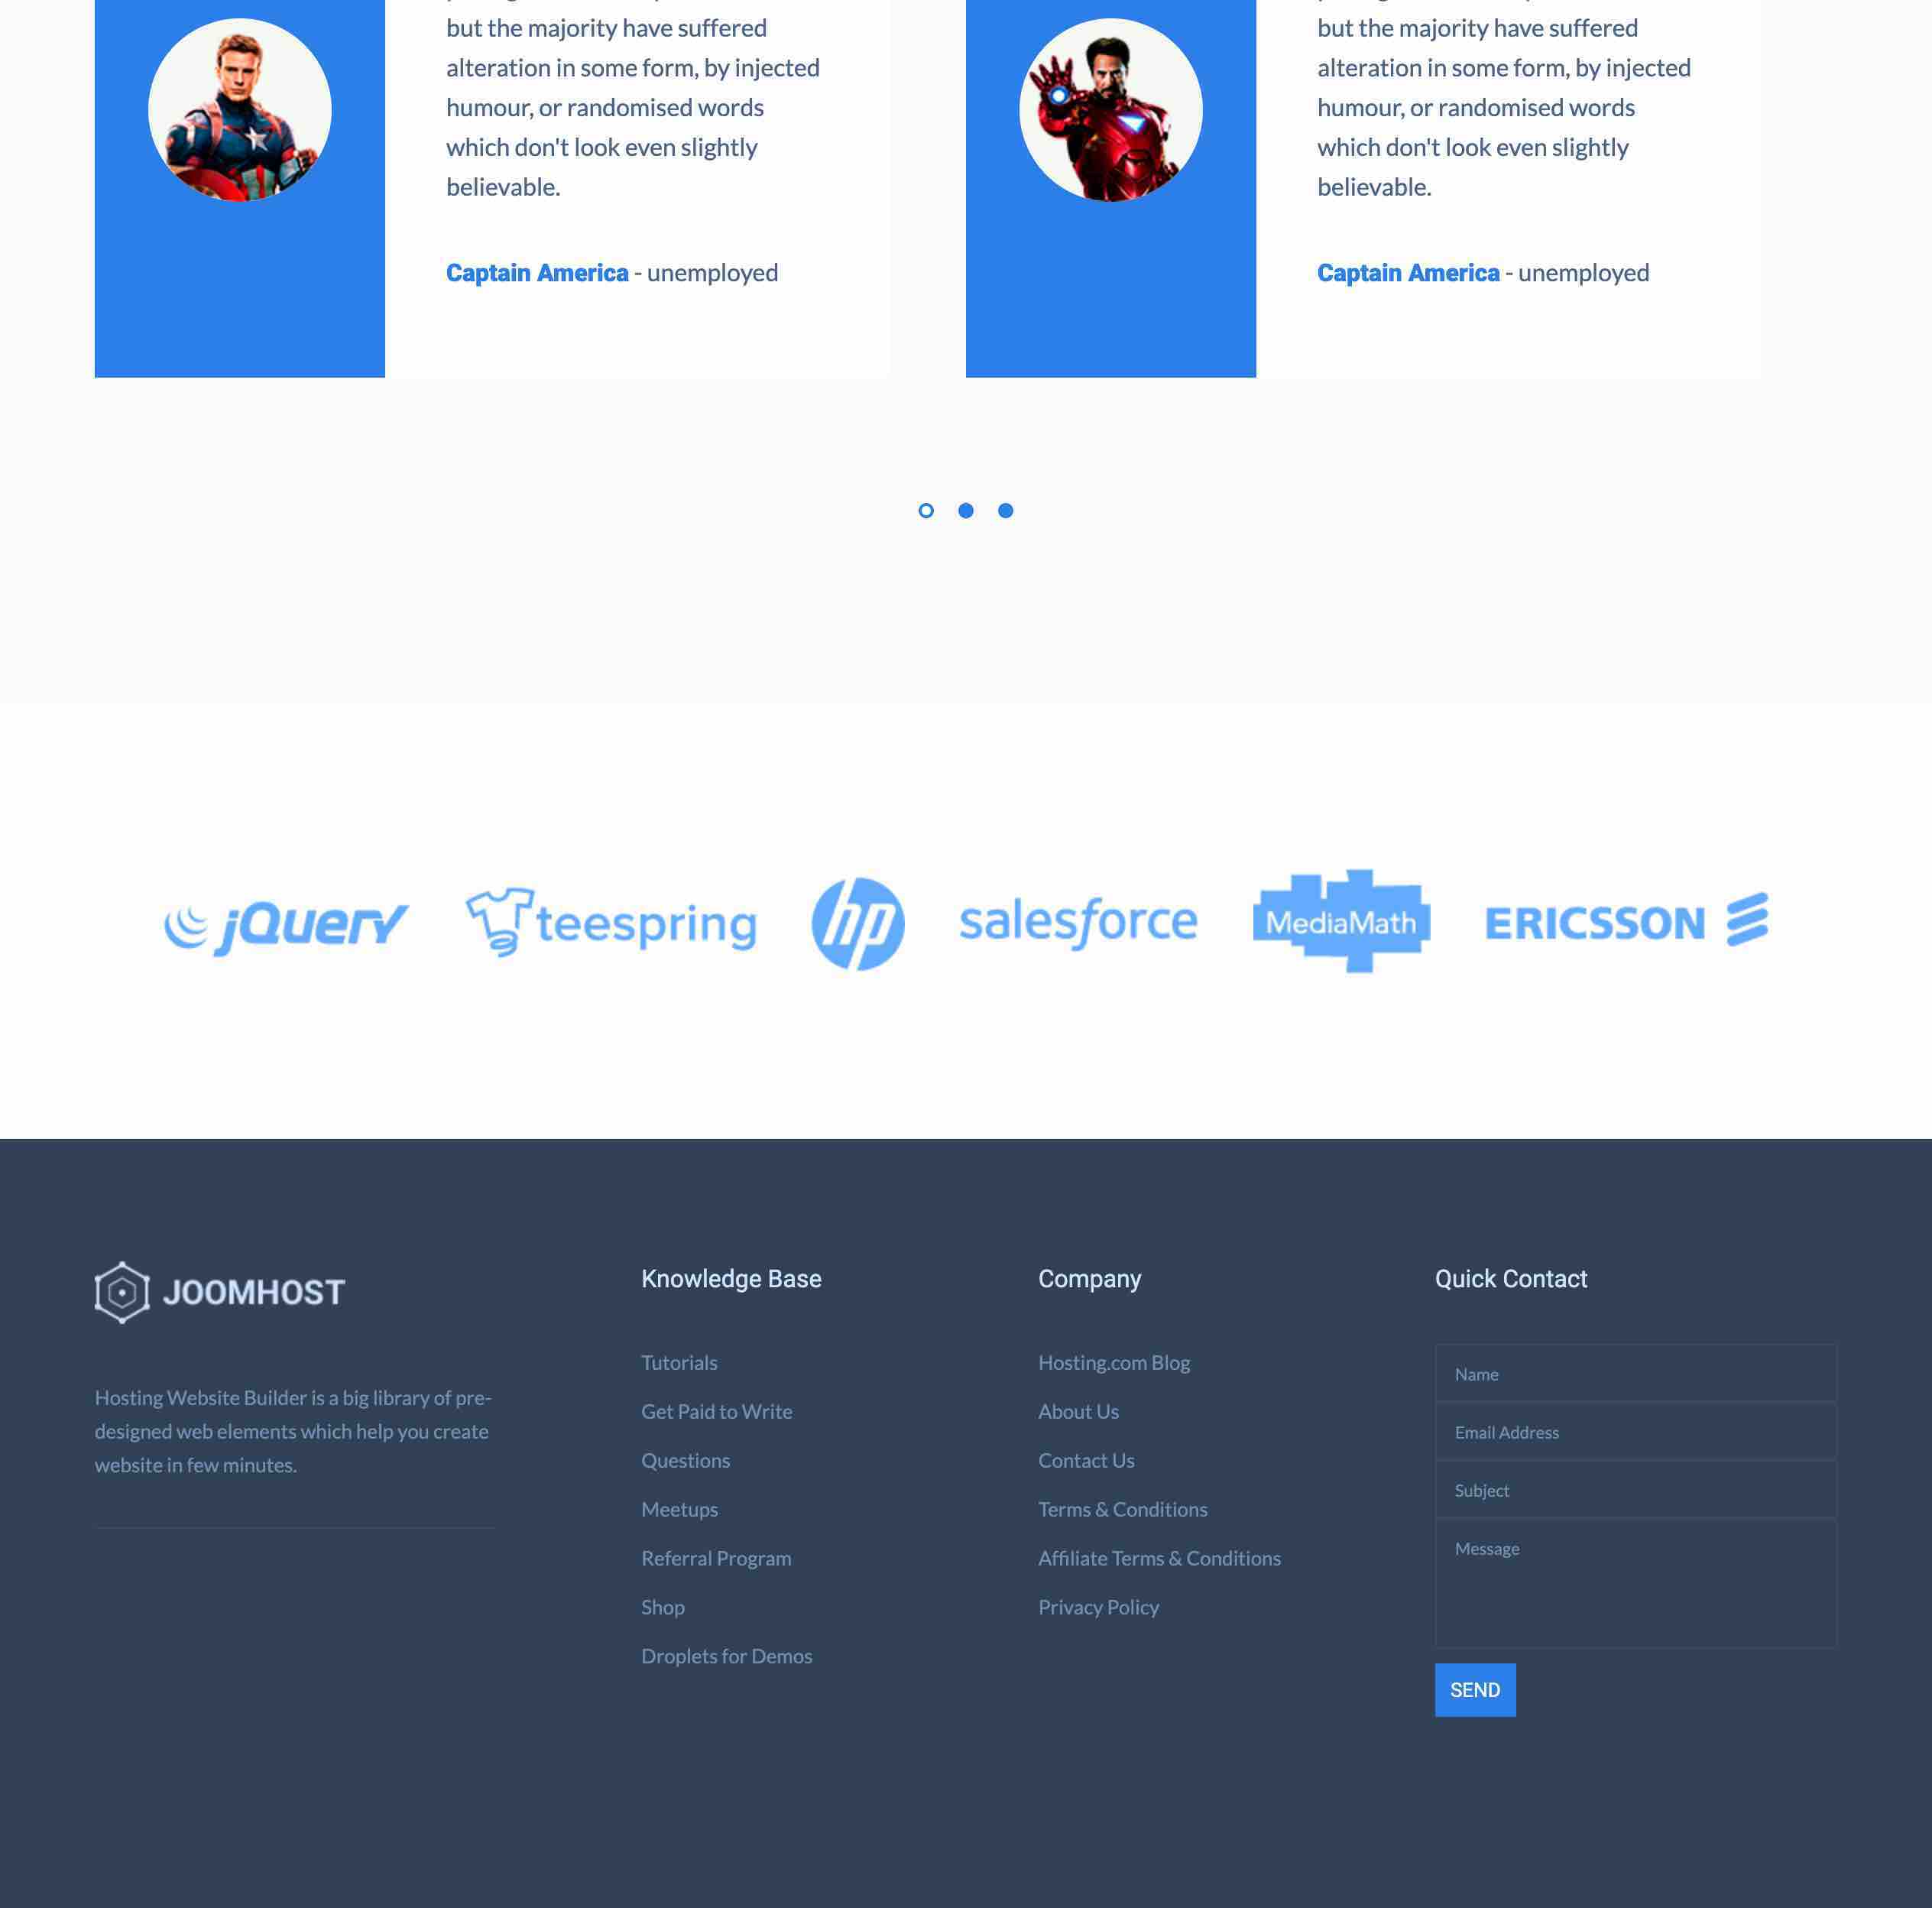 but the majority have suffered
alteration in some form, by injected
humour, or randomised words
which don't look even slightly
believable.
Captain America - unemployed
but the majority have suffered
alteration in some form, by injected
humour, or randomised words
which don't look even slightly
believable.
Captain America - unemployed
jQuery
teespring
hp
salesforce
MediaMath
ERICSSON
JOOMHOST
Hosting Website Builder is a big library of pre-
designed web elements which help you create
website in few minutes.
Knowledge Base
Tutorials
Get Paid to Write
Questions
Meetups
Referral Program
Shop
Droplets for Demos
Company
Hosting.com Blog
About Us
Contact Us
Terms & Conditions
Affiliate Terms & Conditions
Privacy Policy
Quick Contact
Name
Email Address
Subject
Message
SEND